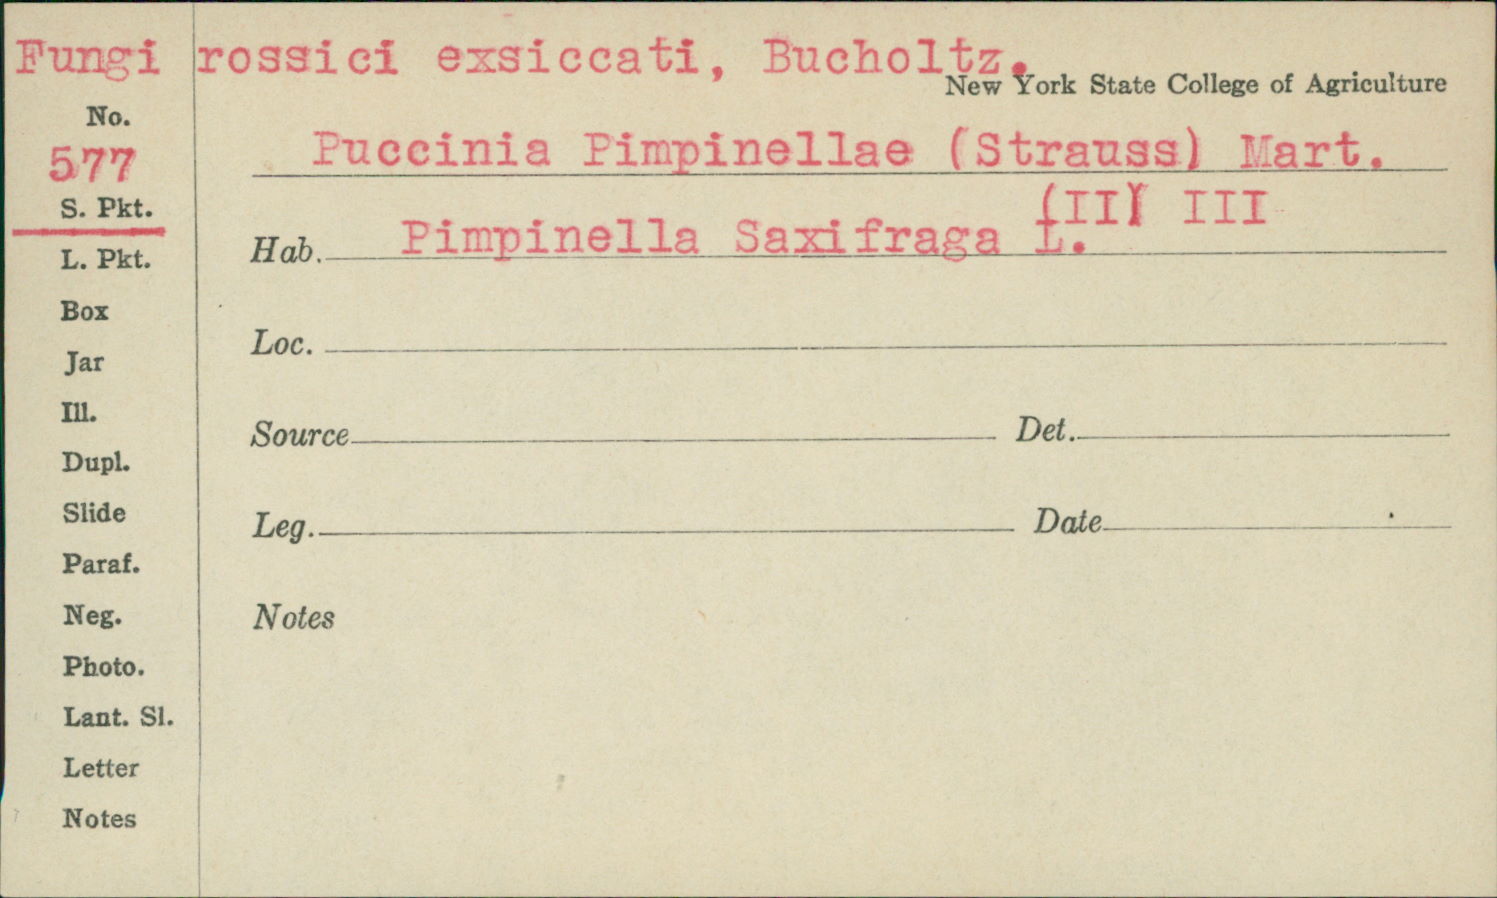 Fungi rossici exsiccati, Bucholtz.
New York State College of Agriculture
No.
577
Puccinia Pimpinellae (Strauss) Mart.
(II) III
S. Pkt.
Hab. Pimpinella Saxifraga L.
L. Pkt.
Box
Loc.
Jar
Ill.
Source Det.
Dupl.
Slide
Leg. Date
Paraf.
Neg.
Notes
Photo.
Lant. Sl.
Letter
Notes